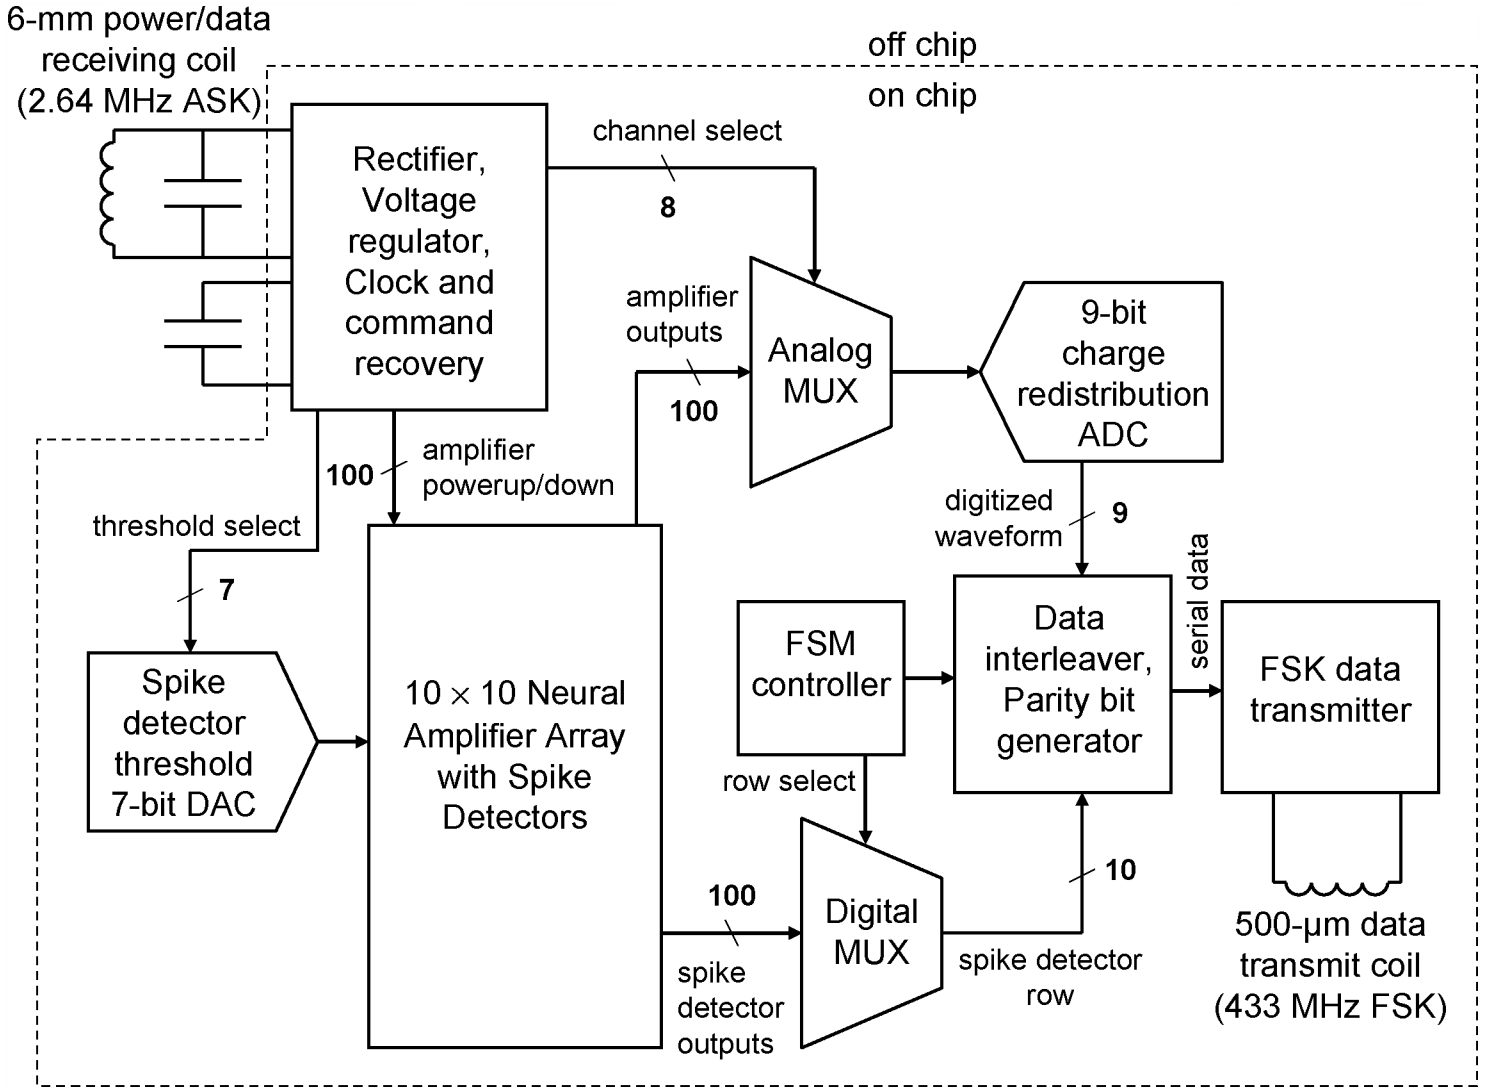 6-mm power/data
receiving coil
(2.64 MHz ASK)
off chip
on chip
Rectifier,
Voltage
regulator,
Clock and
command
recovery
channel select
8
amplifier
outputs
100
Analog
MUX
9-bit
charge
redistribution
ADC
100
amplifier
powerup/down
threshold select
7
digitized
waveform
9
Spike
detector
threshold
7-bit DAC
10 × 10 Neural
Amplifier Array
with Spike
Detectors
FSM
controller
Data
interleaver,
Parity bit
generator
serial data
FSK data
transmitter
row select
100
spike
detector
outputs
Digital
MUX
10
spike detector
row
500-µm data
transmit coil
(433 MHz FSK)